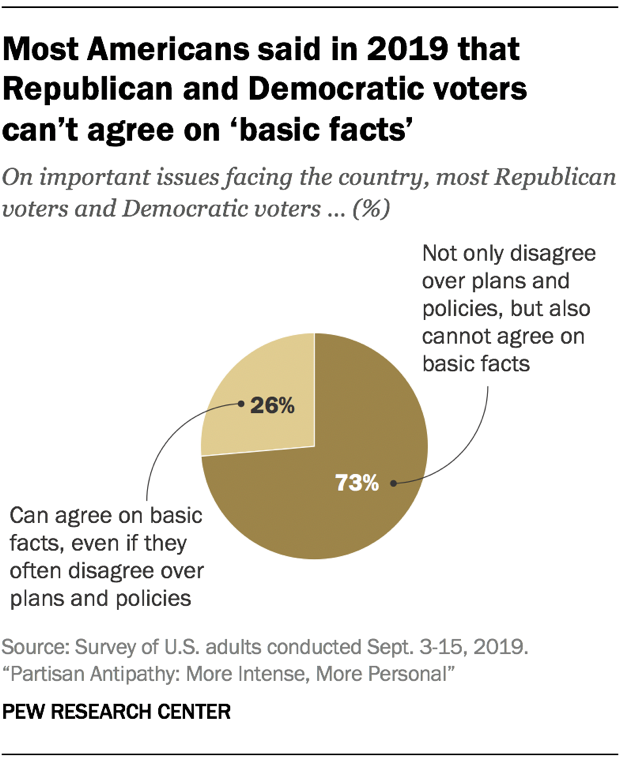 Most Americans said in 2019 that
Republican and Democratic voters
can’t agree on ‘basic facts’
On important issues facing the country, most Republican
voters and Democratic voters ... (%)
Not only disagree
over plans and
policies, but also
cannot agree on
basic facts
26%
73%
Can agree on basic
facts, even if they
often disagree over
plans and policies
Source: Survey of U.S. adults conducted Sept. 3-15, 2019.
“Partisan Antipathy: More Intense, More Personal”
PEW RESEARCH CENTER